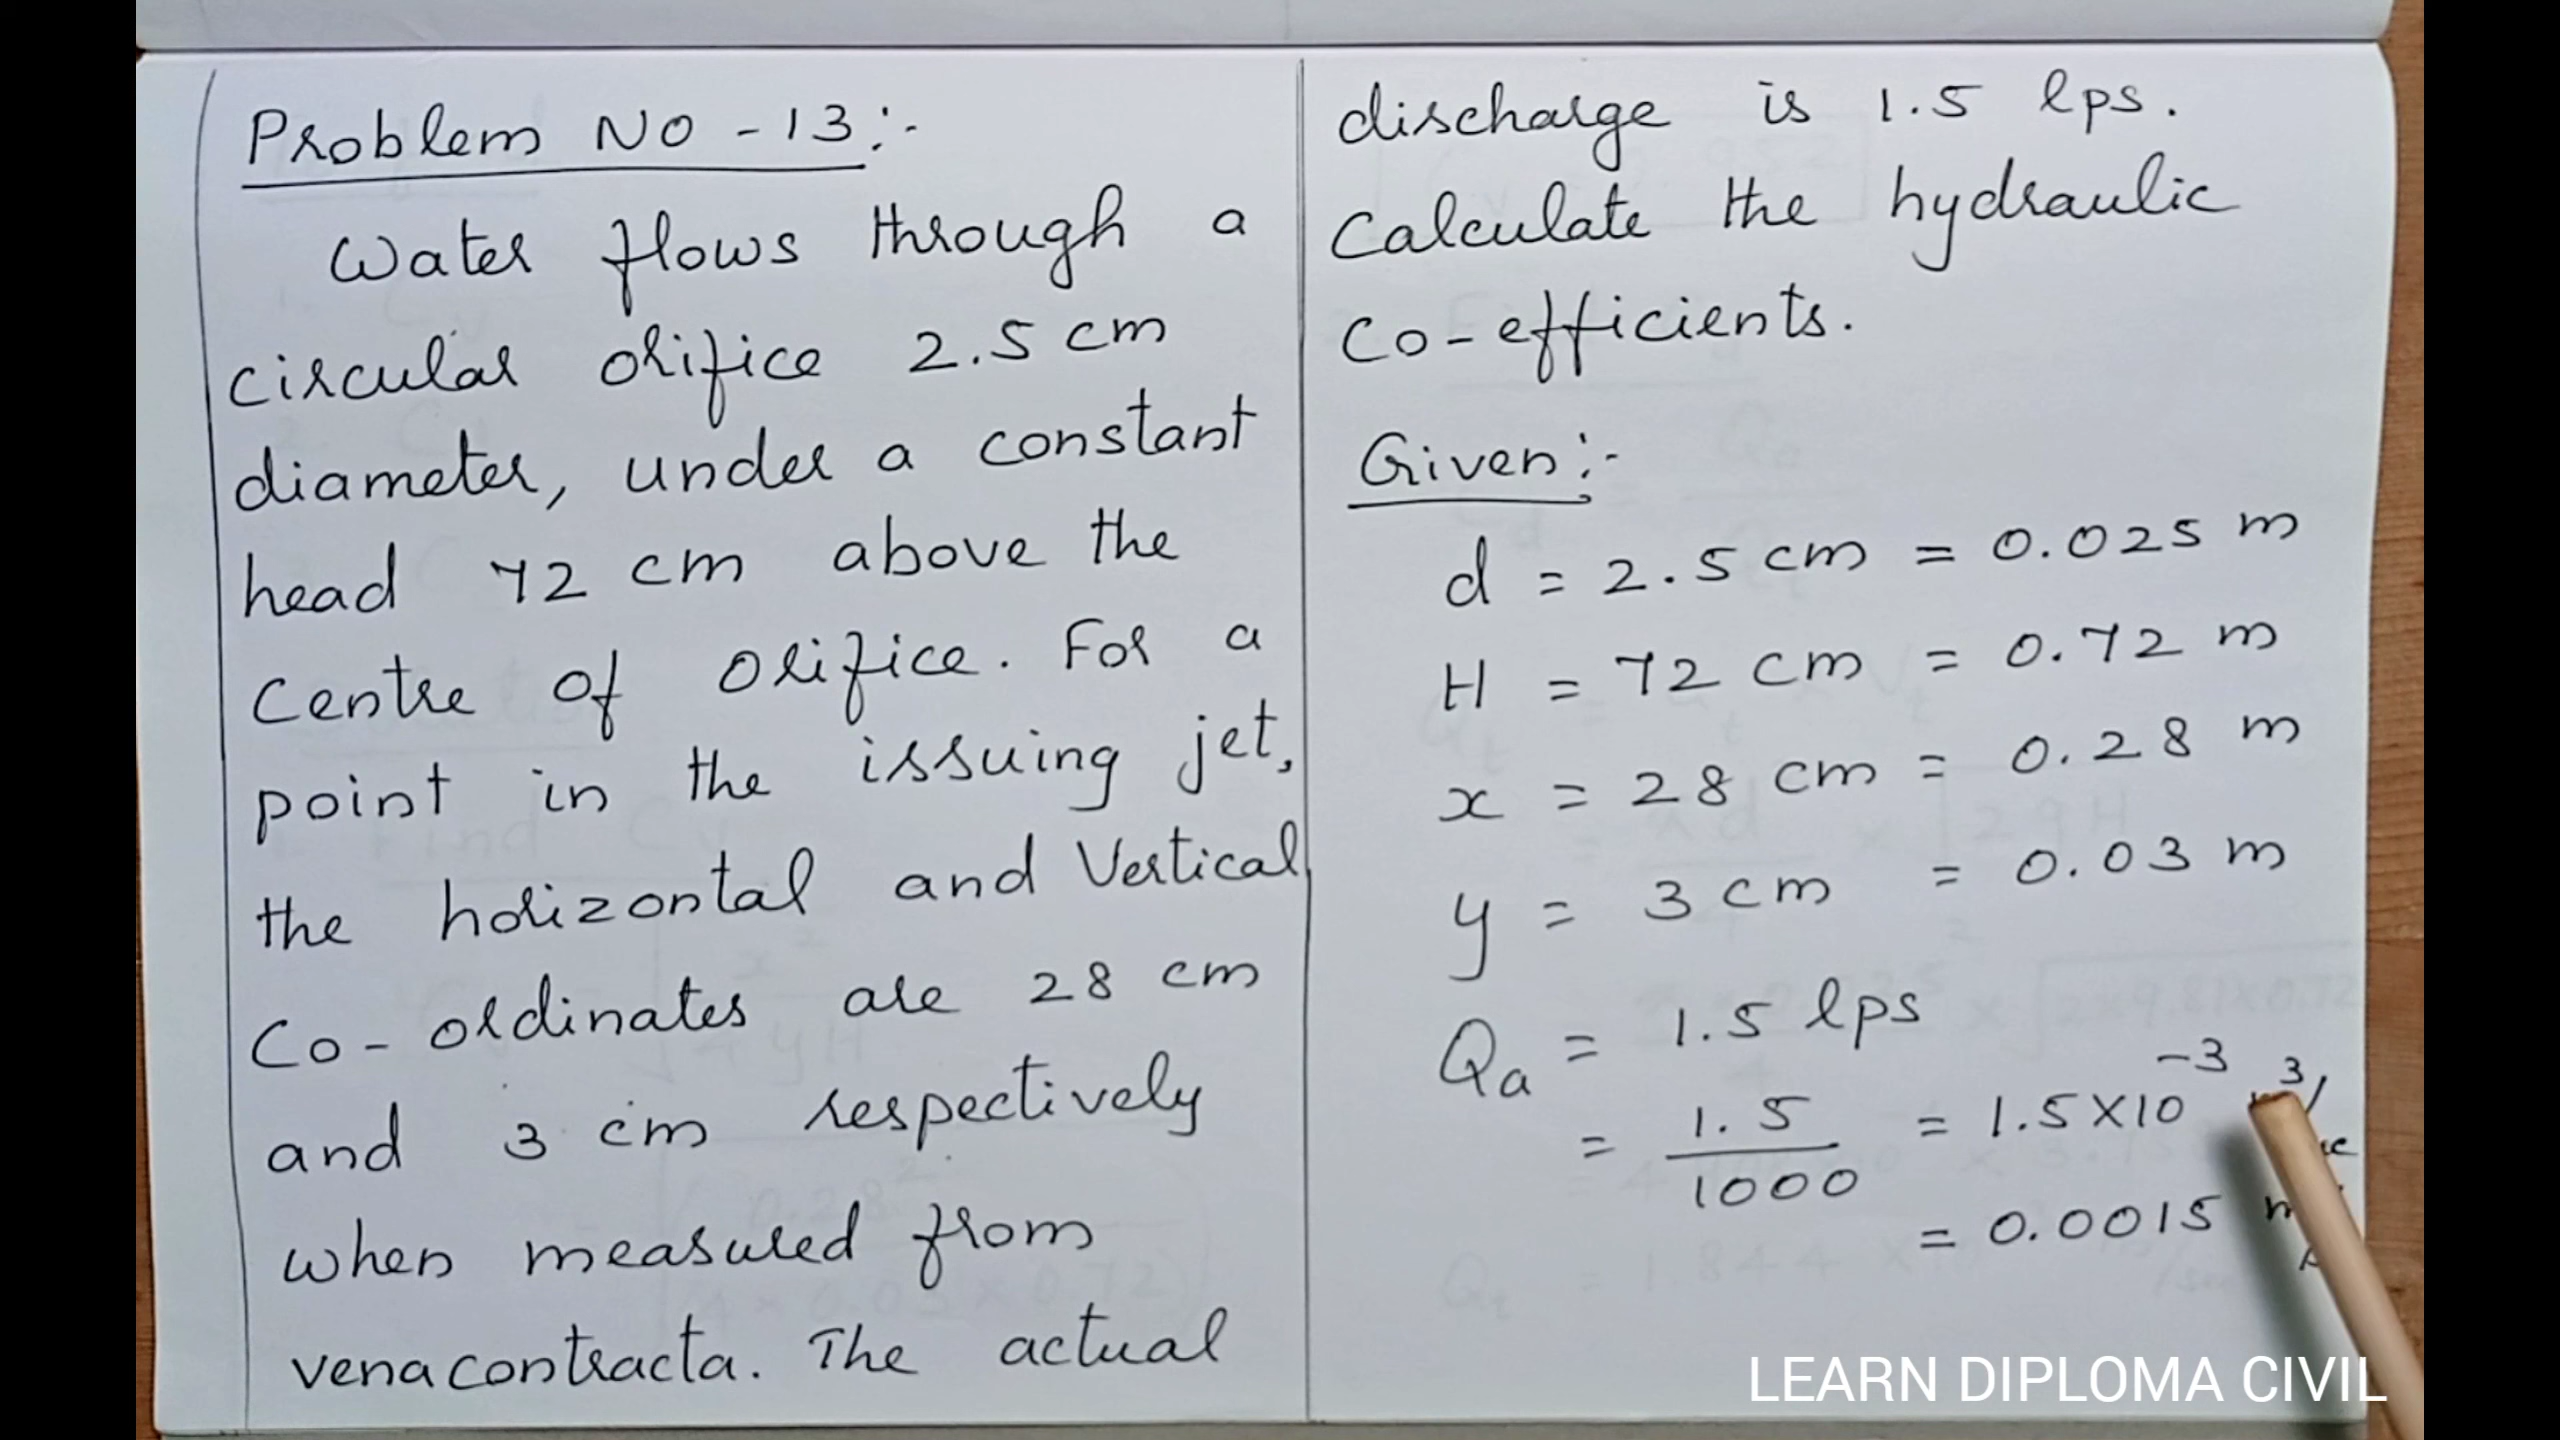 Problem No - 13:-
Water flows through a
circular orifice 2.5 cm
diameter, under a constant
head 72 cm above the
centre of orifice. For a
point in the issuing jet,
the horizontal and Vertical
Co-ordinates are 28 cm
and 3 cm respectively
when measured from
venacontracta. The actual
discharge is 1.5 lps.
Calculate the hydraulic
Co-efficients.
Given:-
d = 2.5 cm = 0.025 m
H = 72 cm = 0.72 m
x = 28 cm = 0.28 m
y = 3 cm = 0.03 m
Qa = 1.5 lps
= 1.5/1000 = 1.5×10⁻³
= 0.0015
LEARN DIPLOMA CIVIL